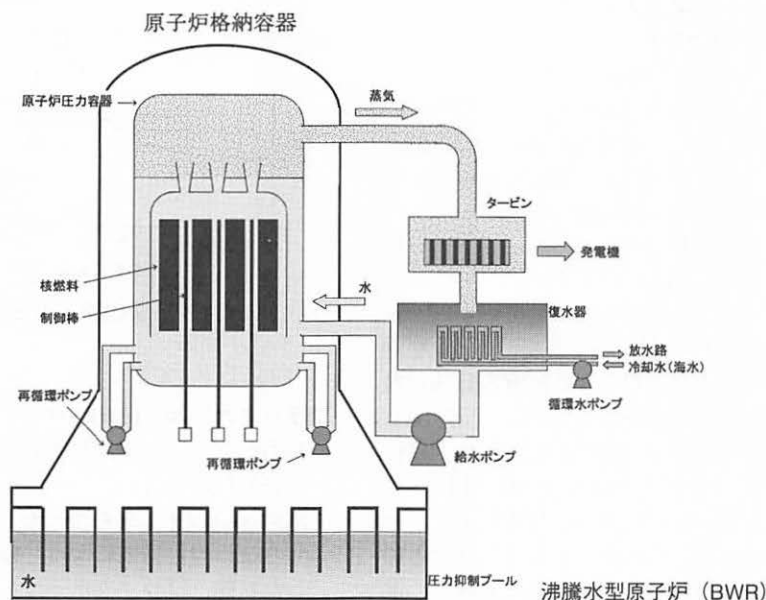 原子炉格納容器
原子炉圧力容器
蒸気
タービン
発電機
核燃料
水
復水器
制御棒
放水路
冷却水(海水)
循環水ポンプ
再循環ポンプ
再循環ポンプ
給水ポンプ
水
圧力抑制プール
沸騰水型原子炉(BWR)